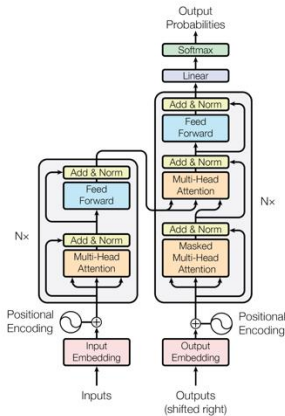 Output
Probabilities
Softmax
Linear
Add & Norm
Feed
Forward
Add & Norm
Multi-Head
Attention
Add & Norm
Masked
Multi-Head
Attention
Nx
Positional
Encoding
Output
Embedding
Outputs
(shifted right)
Add & Norm
Feed
Forward
Add & Norm
Multi-Head
Attention
Nx
Positional
Encoding
Input
Embedding
Inputs